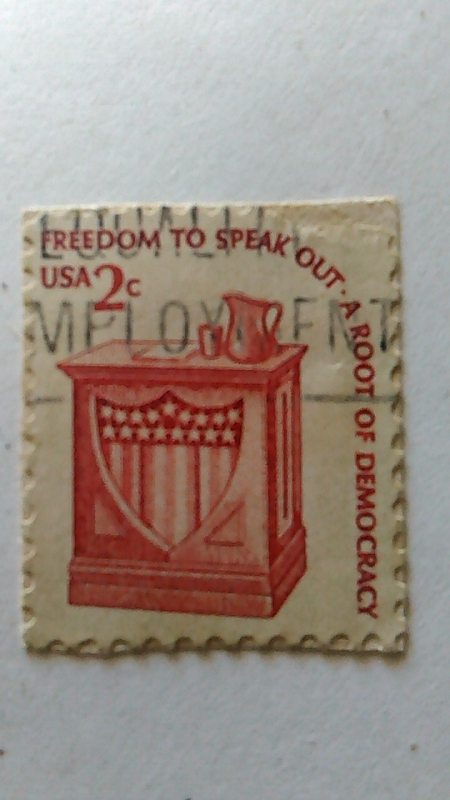 FREEDOM TO SPEAK OUT · A ROOT OF DEMOCRACY
USA 2c